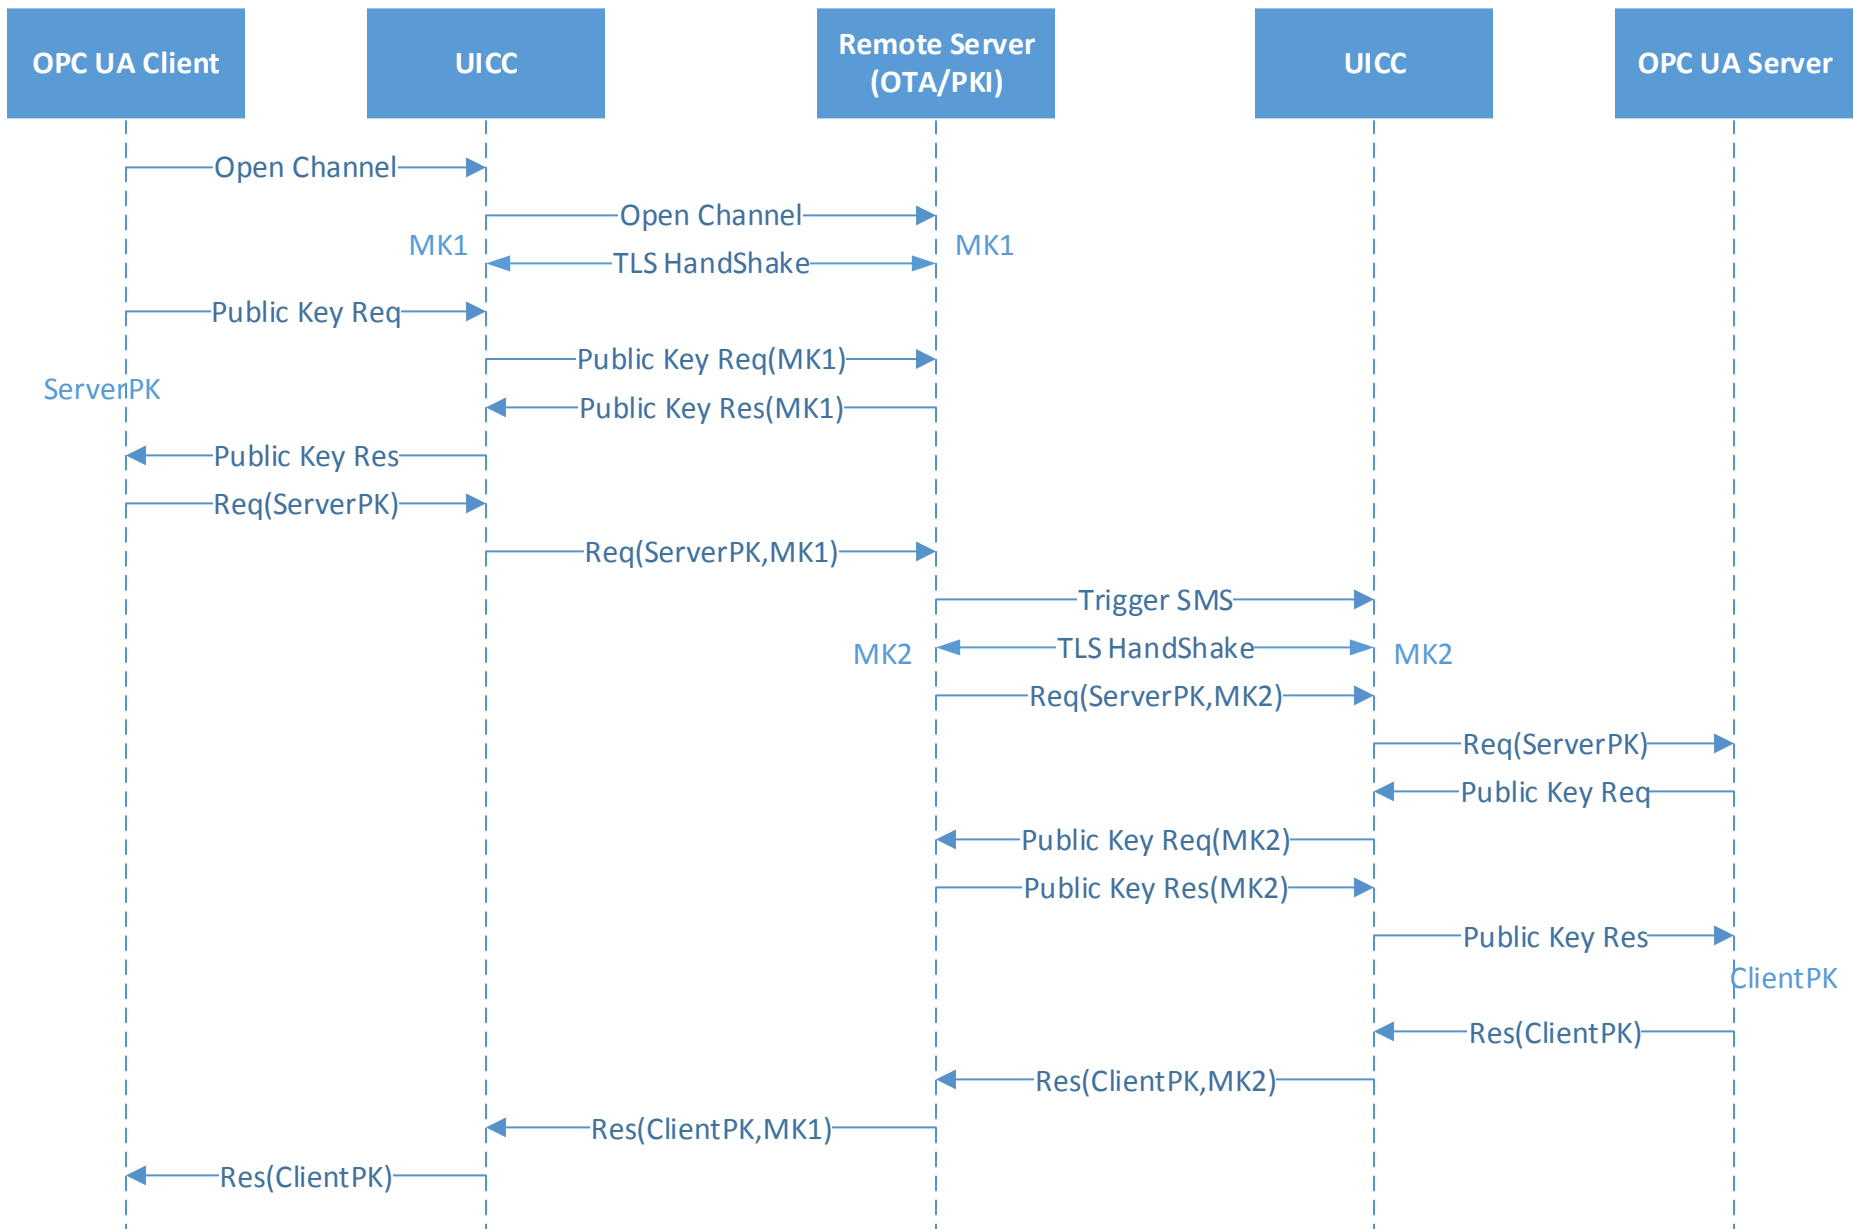 OPC UA Client
UICC
Remote Server
(OTA/PKI)
UICC
OPC UA Server
Open Channel
Open Channel
MK1
MK1
TLS HandShake
Public Key Req
Public Key Req(MK1)
ServerPK
Public Key Res(MK1)
Public Key Res
Req(ServerPK)
Req(ServerPK,MK1)
Trigger SMS
TLS HandShake
MK2
MK2
Req(ServerPK,MK2)
Req(ServerPK)
Public Key Req
Public Key Req(MK2)
Public Key Res(MK2)
Public Key Res
ClientPK
Res(ClientPK)
Res(ClientPK,MK2)
Res(ClientPK,MK1)
Res(ClientPK)